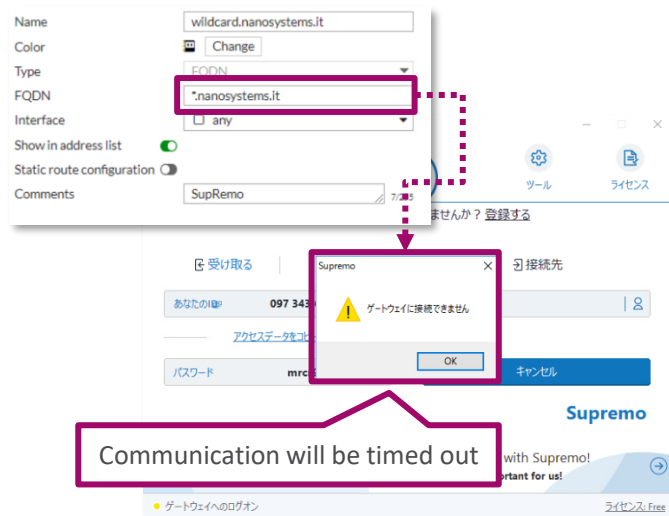 Name wildcard.nanosystems.it
Color Change
Type FQDN
FQDN *.nanosystems.it
Interface any
Show in address list
Static route configuration
Comments SupRemo
ツール ライセンス
ませんか？ 登録する
受け取る 接続先
Supremo
ゲートウェイに接続できません
OK
あなたのID 097 343
アクセスデータをコピー
パスワード
キャンセル
Supremo
Communication will be timed out
with Supremo!
ortant for us!
ゲートウェイへのログオン ライセンス: Free